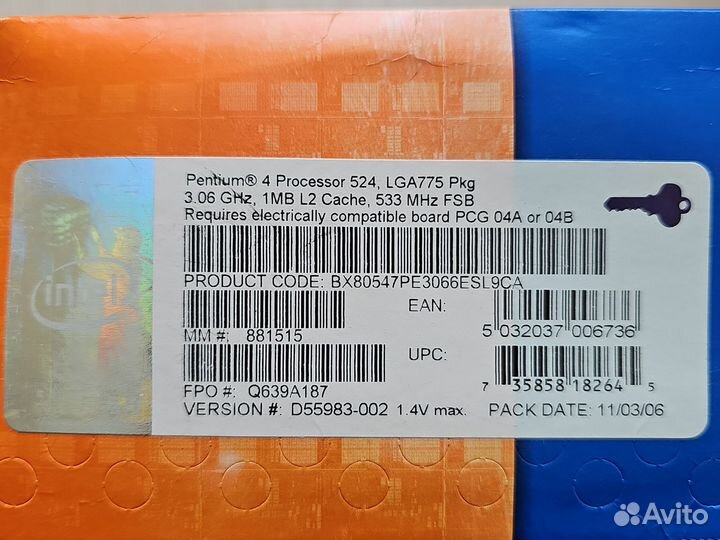 Pentium® 4 Processor 524, LGA775 Pkg
3.06 GHz, 1MB L2 Cache, 533 MHz FSB
Requires electrically compatible board PCG 04A or 04B
PRODUCT CODE: BX80547PE3066ESL9CA
EAN:
5 032037 006736
MM #: 881515
UPC:
7 35858 18264 5
FPO #: Q639A187
VERSION #: D55983-002 1.4V max. PACK DATE: 11/03/06
intel
Avito